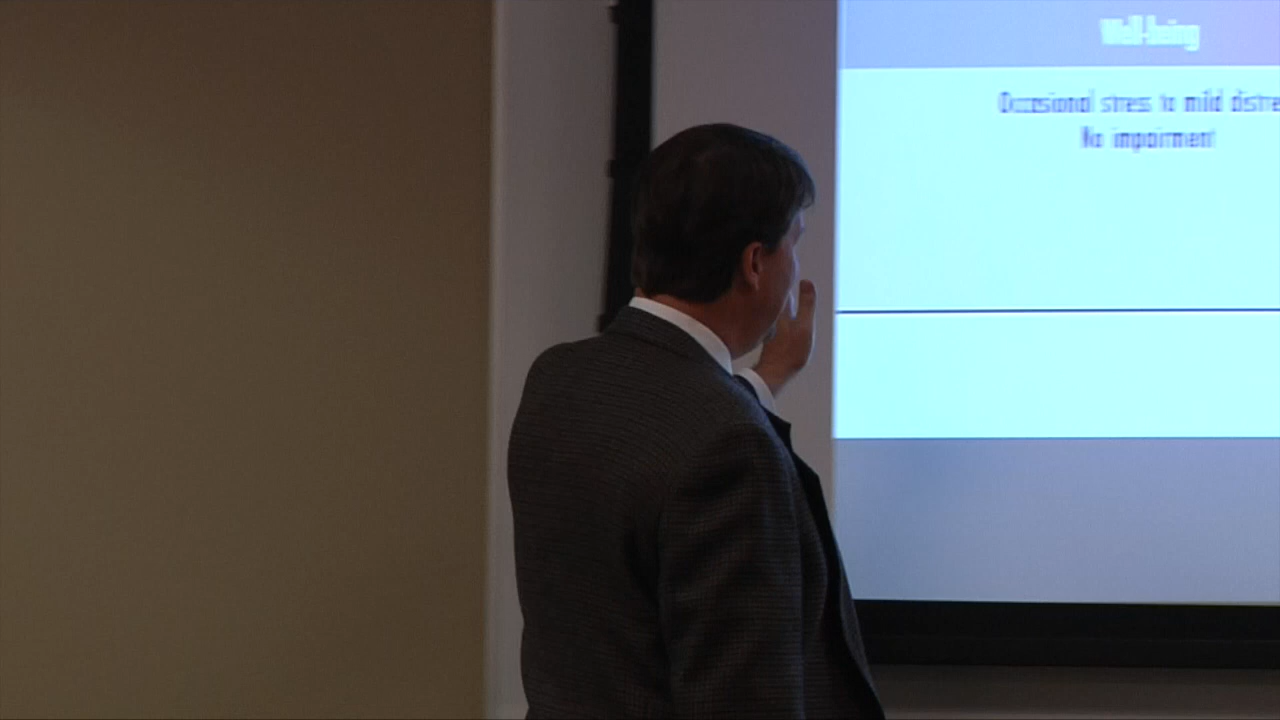 Well-being
Occasional stress to mild distre
No impairment